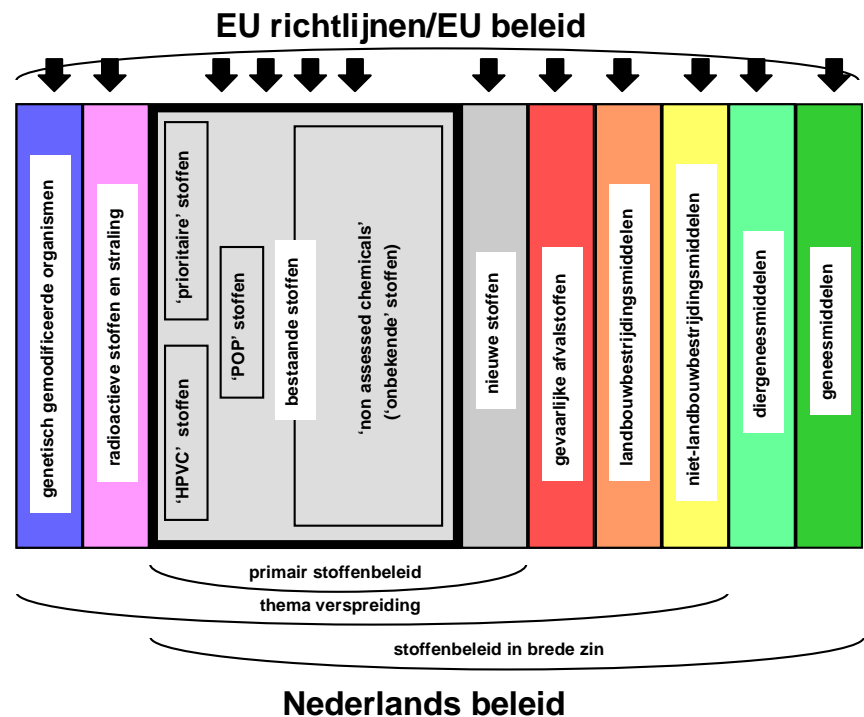 EU richtlijnen/EU beleid
genetisch gemodificeerde organismen
radioactieve stoffen en straling
‘prioritaire’ stoffen
‘HPVC’ stoffen
‘POP’ stoffen
bestaande stoffen
‘non assessed chemicals’
(‘onbekende’ stoffen)
nieuwe stoffen
gevaarlijke afvalstoffen
landbouwbestrijdingsmiddelen
niet-landbouwbestrijdingsmiddelen
diergeneesmiddelen
geneesmiddelen
primair stoffenbeleid
thema verspreiding
stoffenbeleid in brede zin
Nederlands beleid